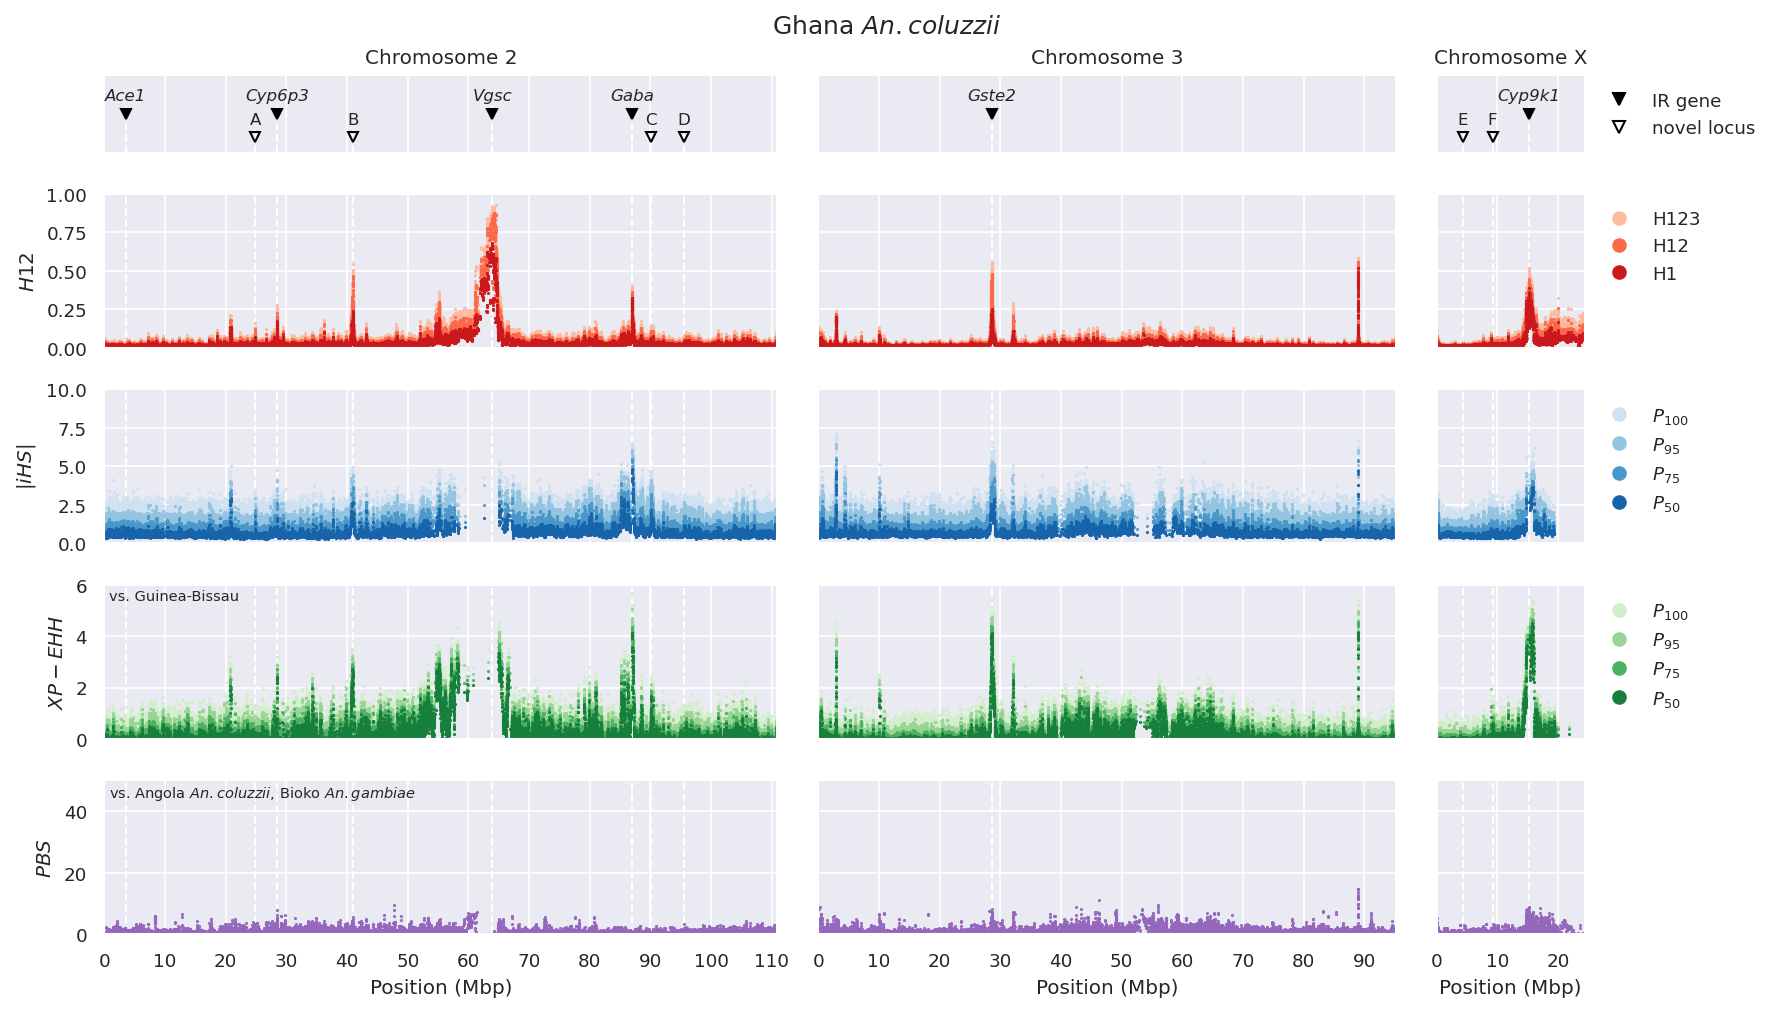 Ghana An. coluzzii
Chromosome 2
Chromosome 3
Chromosome X
Ace1
Cyp6p3
Vgsc
Gaba
Gste2
Cyp9k1
A
B
C
D
E
F
IR gene
novel locus
1.00
0.75
0.50
0.25
0.00
H12
H123
H12
H1
10.0
7.5
5.0
2.5
0.0
|iHS|
P100
P95
P75
P50
vs. Guinea-Bissau
6
4
2
0
XP − EHH
P100
P95
P75
P50
vs. Angola An. coluzzii, Bioko An. gambiae
40
20
0
PBS
0 10 20 30 40 50 60 70 80 90 100 110
0 10 20 30 40 50 60 70 80 90
0 10 20
Position (Mbp)
Position (Mbp)
Position (Mbp)